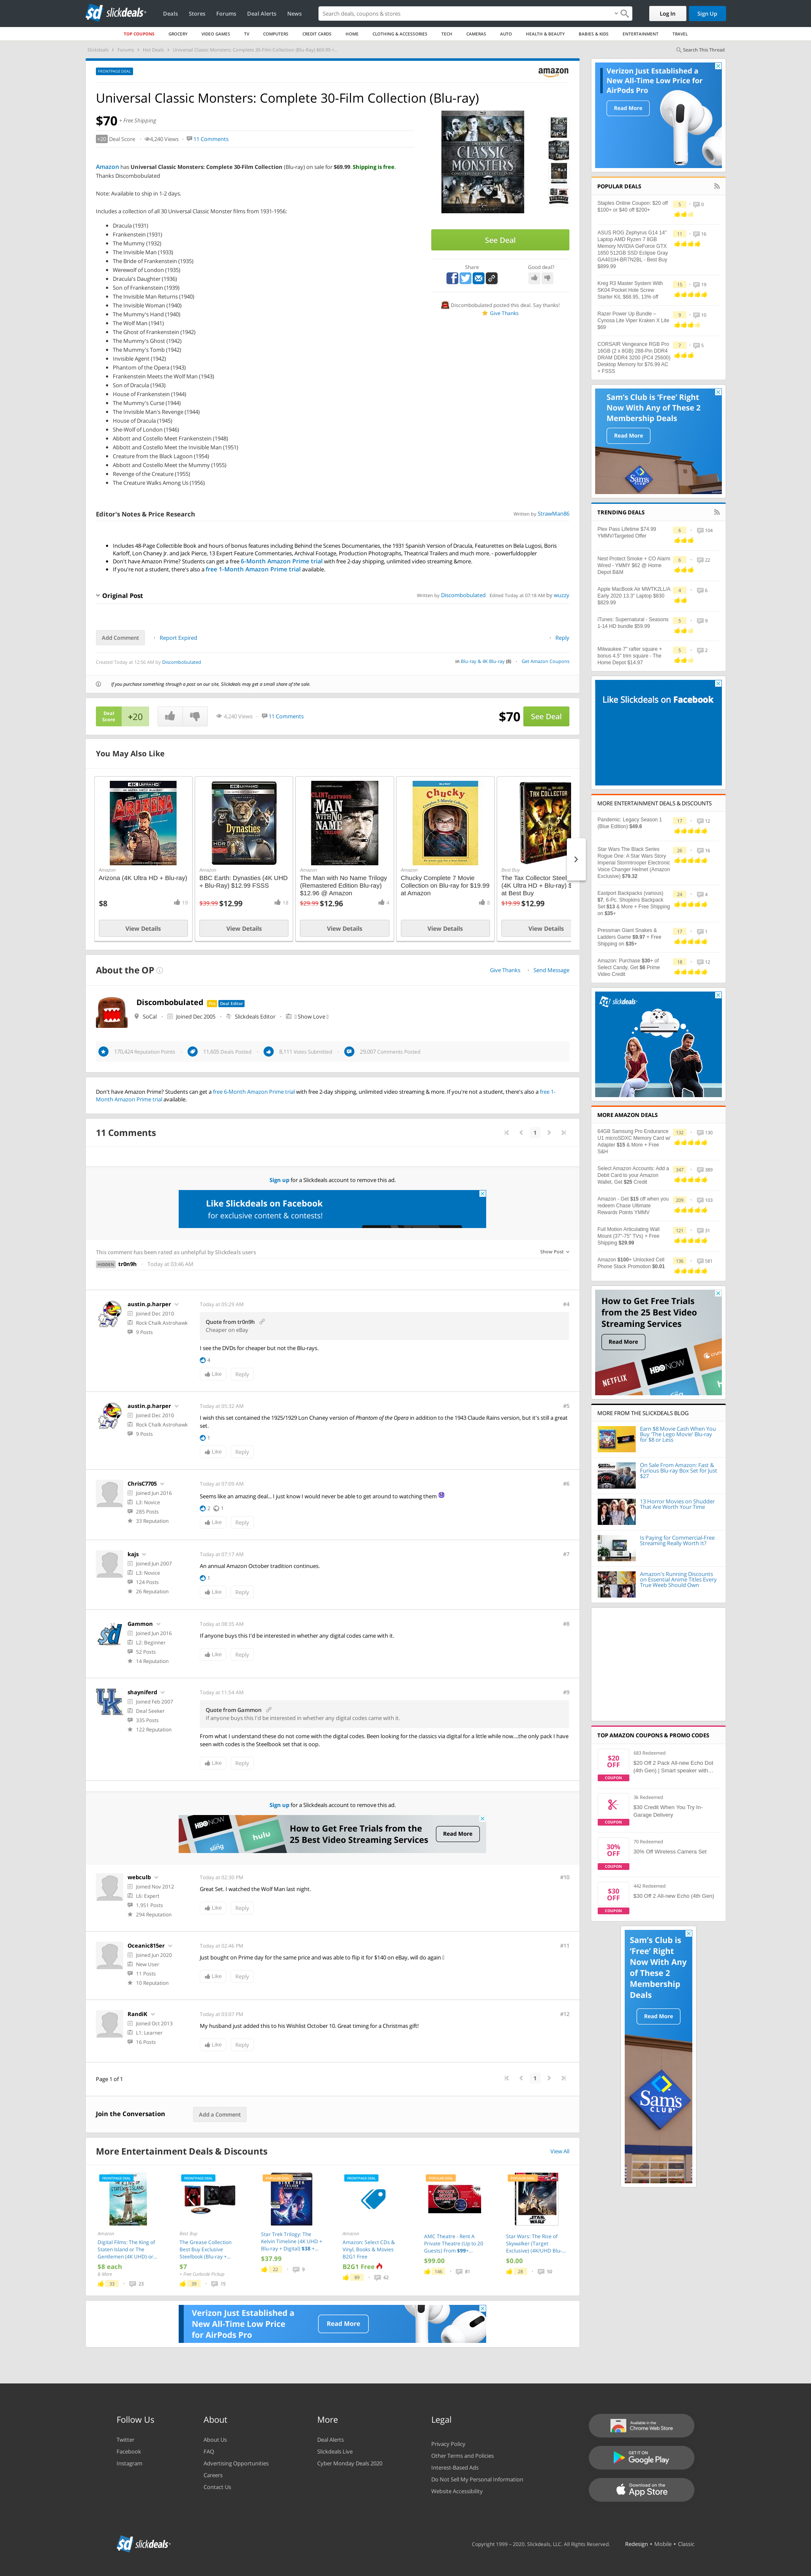 slickdeals
Deals Stores Forums Deal Alerts News
Search deals, coupons & stores
Log In Sign Up
TOP COUPONS GROCERY VIDEO GAMES TV COMPUTERS CREDIT CARDS HOME CLOTHING & ACCESSORIES TECH CAMERAS AUTO HEALTH & BEAUTY BABIES & KIDS ENTERTAINMENT TRAVEL
Slickdeals Forums Hot Deals Universal Classic Monsters: Complete 30-Film Collection (Blu-Ray) $69.99 +...
Search This Thread
FRONTPAGE DEAL
amazon
Universal Classic Monsters: Complete 30-Film Collection (Blu-ray)
$70 + Free Shipping
+20 Deal Score 4,240 Views 11 Comments
Amazon has Universal Classic Monsters: Complete 30-Film Collection (Blu-ray) on sale for $69.99. Shipping is free.
Thanks Discombobulated
Note: Available to ship in 1-2 days.
Includes a collection of all 30 Universal Classic Monster films from 1931-1956:
Dracula (1931)
Frankenstein (1931)
The Mummy (1932)
The Invisible Man (1933)
The Bride of Frankenstein (1935)
Werewolf of London (1935)
Dracula's Daughter (1936)
Son of Frankenstein (1939)
The Invisible Man Returns (1940)
The Invisible Woman (1940)
The Mummy's Hand (1940)
The Wolf Man (1941)
The Ghost of Frankenstein (1942)
The Mummy's Ghost (1942)
The Mummy's Tomb (1942)
Invisible Agent (1942)
Phantom of the Opera (1943)
Frankenstein Meets the Wolf Man (1943)
Son of Dracula (1943)
House of Frankenstein (1944)
The Mummy's Curse (1944)
The Invisible Man's Revenge (1944)
House of Dracula (1945)
She-Wolf of London (1946)
Abbott and Costello Meet Frankenstein (1948)
Abbott and Costello Meet the Invisible Man (1951)
Creature from the Black Lagoon (1954)
Abbott and Costello Meet the Mummy (1955)
Revenge of the Creature (1955)
The Creature Walks Among Us (1956)
CLASSIC MONSTERS
See Deal
Share Good deal?
Discombobulated posted this deal. Say thanks!
Give Thanks
Editor's Notes & Price Research Written by StrawMan86
Includes 48-Page Collectible Book and hours of bonus features including Behind the Scenes Documentaries, the 1931 Spanish Version of Dracula, Featurettes on Bela Lugosi, Boris
Karloff, Lon Chaney Jr. and Jack Pierce, 13 Expert Feature Commentaries, Archival Footage, Production Photographs, Theatrical Trailers and much more. - powerfuldoppler
Don't have Amazon Prime? Students can get a free 6-Month Amazon Prime trial with free 2-day shipping, unlimited video streaming &more.
If you're not a student, there's also a free 1-Month Amazon Prime trial available.
Original Post Written by Discombobulated Edited Today at 07:18 AM by wuzzy
Add Comment Report Expired Reply
Created Today at 12:56 AM by Discombobulated Blu-ray & 4K Blu-ray (8) Get Amazon Coupons
If you purchase something through a post on our site, Slickdeals may get a small share of the sale.
Deal Score +20 4,240 Views 11 Comments $70 See Deal
You May Also Like
Amazon
Arizona (4K Ultra HD + Blu-ray)
$8 19
View Details
Amazon
BBC Earth: Dynasties (4K UHD
+ Blu-Ray) $12.99 FSSS
$39.99 $12.99 18
View Details
Amazon
The Man with No Name Trilogy
(Remastered Edition Blu-ray)
$12.96 @ Amazon
$29.99 $12.96 4
View Details
Amazon
Chucky Complete 7 Movie
Collection on Blu-ray for $19.99
at Amazon
8
View Details
Best Buy
The Tax Collector Steel
(4K Ultra HD + Blu-ray) $
at Best Buy
$19.99 $12.99
View Details
About the OP Give Thanks Send Message
Discombobulated Pro Deal Editor
SoCal Joined Dec 2005 Slickdeals Editor Show Love
170,424 Reputation Points 11,605 Deals Posted 8,111 Votes Submitted 29,007 Comments Posted
Don't have Amazon Prime? Students can get a free 6-Month Amazon Prime trial with free 2-day shipping, unlimited video streaming & more. If you're not a student, there's also a free 1-
Month Amazon Prime trial available.
11 Comments 1
Sign up for a Slickdeals account to remove this ad.
Like Slickdeals on Facebook
for exclusive content & contests!
This comment has been rated as unhelpful by Slickdeals users Show Post
HIDDEN tr0n9h Today at 03:46 AM
austin.p.harper Today at 05:29 AM #4
Joined Dec 2010
Rock Chalk Astrohawk
9 Posts
Quote from tr0n9h
Cheaper on eBay
I see the DVDs for cheaper but not the Blu-rays.
4
Like Reply
austin.p.harper Today at 05:32 AM #5
Joined Dec 2010
Rock Chalk Astrohawk
9 Posts
I wish this set contained the 1925/1929 Lon Chaney version of Phantom of the Opera in addition to the 1943 Claude Rains version, but it's still a great
set.
1
Like Reply
ChrisC7705 Today at 07:09 AM #6
Joined Jun 2016
L3: Novice
285 Posts
33 Reputation
Seems like an amazing deal... I just know I would never be able to get around to watching them
2 1
Like Reply
kajs Today at 07:17 AM #7
Joined Jun 2007
L3: Novice
124 Posts
26 Reputation
An annual Amazon October tradition continues.
1
Like Reply
Gammon Today at 08:35 AM #8
Joined Jun 2016
L2: Beginner
52 Posts
14 Reputation
If anyone buys this I'd be interested in whether any digital codes came with it.
Like Reply
shayniferd Today at 11:54 AM #9
Joined Feb 2007
Deal Seeker
335 Posts
122 Reputation
Quote from Gammon
If anyone buys this I'd be interested in whether any digital codes came with it.
From what I understand these do not come with the digital codes. Been looking for the classics via digital for a little while now....the only pack I have
seen with codes is the Steelbook set that is oop.
Like Reply
Sign up for a Slickdeals account to remove this ad.
HBO NOW sling hulu
How to Get Free Trials from the
25 Best Video Streaming Services
Read More
webculb Today at 02:30 PM #10
Joined Nov 2012
L6: Expert
1,951 Posts
294 Reputation
Great Set. I watched the Wolf Man last night.
Like Reply
Oceanic815er Today at 02:46 PM #11
Joined Jun 2020
New User
11 Posts
10 Reputation
Just bought on Prime day for the same price and was able to flip it for $140 on eBay, will do again
Like Reply
RandiK Today at 03:07 PM #12
Joined Oct 2013
L1: Learner
16 Posts
My husband just added this to his Wishlist October 10. Great timing for a Christmas gift!
Like Reply
Page 1 of 1 1
Join the Conversation Add a Comment
More Entertainment Deals & Discounts View All
Amazon
Digital Films: The King of
Staten Island or The
Gentlemen (4K UHD) or...
$8 each
& More
33 23
Best Buy
The Grease Collection
Best Buy Exclusive
Steelbook (Blu-ray +...
$7
+ Free Curbside Pickup
39 15
Star Trek Trilogy: The
Kelvin Timeline (4K UHD +
Blu-ray + Digital) $38 +...
$37.99
22 9
Amazon
Amazon: Select CDs &
Vinyl, Books & Movies
B2G1 Free
B2G1 Free
89 62
AMC Theatre - Rent A
Private Theatre (Up to 20
Guests) From $99+...
$99.00
146 81
Star Wars: The Rise of
Skywalker (Target
Exclusive) (4K/UHD Blu-...
$0.00
28 50
Verizon Just Established a
New All-Time Low Price
for AirPods Pro
Read More
Verizon Just Established a
New All-Time Low Price for
AirPods Pro
Read More
POPULAR DEALS
Staples Online Coupon: $20 off
$100+ or $40 off $200+
5 0
ASUS ROG Zephyrus G14 14"
Laptop AMD Ryzen 7 8GB
Memory NVIDIA GeForce GTX
1650 512GB SSD Eclipse Gray
GA401IH-BR7N2BL - Best Buy
$899.99
11 16
Kreg R3 Master System With
SK04 Pocket Hole Screw
Starter Kit, $68.95, 13% off
15 19
Razer Power Up Bundle –
Cynosa Lite Viper Kraken X Lite
$69
9 10
CORSAIR Vengeance RGB Pro
16GB (2 x 8GB) 288-Pin DDR4
DRAM DDR4 3200 (PC4 25600)
Desktop Memory for $76.99 AC
+ FSSS
7 5
Sam's Club is 'Free' Right
Now With Any of These 2
Membership Deals
Read More
TRENDING DEALS
Plex Pass Lifetime $74.99
YMMV/Targeted Offer
6 104
Nest Protect Smoke + CO Alarm
Wired - YMMY $62 @ Home
Depot B&M
6 22
Apple MacBook Air MWTK2LL/A
Early 2020 13.3" Laptop $830
$829.99
4 6
iTunes: Supernatural - Seasons
1-14 HD bundle $59.99
5 9
Milwaukee 7" rafter square +
bonus 4.5" trim square - The
Home Depot $14.97
5 2
Like Slickdeals on Facebook
MORE ENTERTAINMENT DEALS & DISCOUNTS
Pandemic: Legacy Season 1
(Blue Edition) $49.6
17 12
Star Wars The Black Series
Rogue One: A Star Wars Story
Imperial Stormtrooper Electronic
Voice Changer Helmet (Amazon
Exclusive) $79.32
26 16
Eastport Backpacks (various)
$7, 6-Pc. Shopkins Backpack
Set $13 & More + Free Shipping
on $35+
24 4
Pressman Giant Snakes &
Ladders Game $9.97 + Free
Shipping on $35+
17 1
Amazon: Purchase $30+ of
Select Candy, Get $6 Prime
Video Credit
18 12
slickdeals
MORE AMAZON DEALS
64GB Samsung Pro Endurance
U1 microSDXC Memory Card w/
Adapter $15 & More + Free
S&H
132 130
Select Amazon Accounts: Add a
Debit Card to your Amazon
Wallet, Get $25 Credit
347 389
Amazon - Get $15 off when you
redeem Chase Ultimate
Rewards Points YMMV
209 103
Full Motion Articulating Wall
Mount (37"-75" TVs) + Free
Shipping $29.99
121 31
Amazon $100+ Unlocked Cell
Phone Stack Promotion $0.01
136 581
How to Get Free Trials
from the 25 Best Video
Streaming Services
Read More
NETFLIX HBO NOW hulu
MORE FROM THE SLICKDEALS BLOG
Earn $8 Movie Cash When You
Buy 'The Lego Movie' Blu-ray
for $8 or Less
On Sale From Amazon: Fast &
Furious Blu-ray Box Set for Just
$27
13 Horror Movies on Shudder
That Are Worth Your Time
Is Paying for Commercial-Free
Streaming Really Worth It?
Amazon's Running Discounts
on Essential Anime Titles Every
True Weeb Should Own
TOP AMAZON COUPONS & PROMO CODES
$20 OFF COUPON
683 Redeemed
$20 Off 2 Pack All-new Echo Dot
(4th Gen) | Smart speaker with...
COUPON
3k Redeemed
$30 Credit When You Try In-
Garage Delivery
30% OFF COUPON
70 Redeemed
30% Off Wireless Camera Set
$30 OFF COUPON
442 Redeemed
$30 Off 2 All-new Echo (4th Gen)
Sam's Club is
'Free' Right
Now With Any
of These 2
Membership
Deals
Read More
Sam's CLUB
Follow Us
Twitter
Facebook
Instagram
About
About Us
FAQ
Advertising Opportunities
Careers
Contact Us
More
Deal Alerts
Slickdeals Live
Cyber Monday Deals 2020
Legal
Privacy Policy
Other Terms and Policies
Interest-Based Ads
Do Not Sell My Personal Information
Website Accessibility
Available in the
Chrome Web Store
GET IT ON
Google Play
Download on the
App Store
slickdeals
Copyright 1999 – 2020. Slickdeals, LLC. All Rights Reserved. Redesign • Mobile • Classic